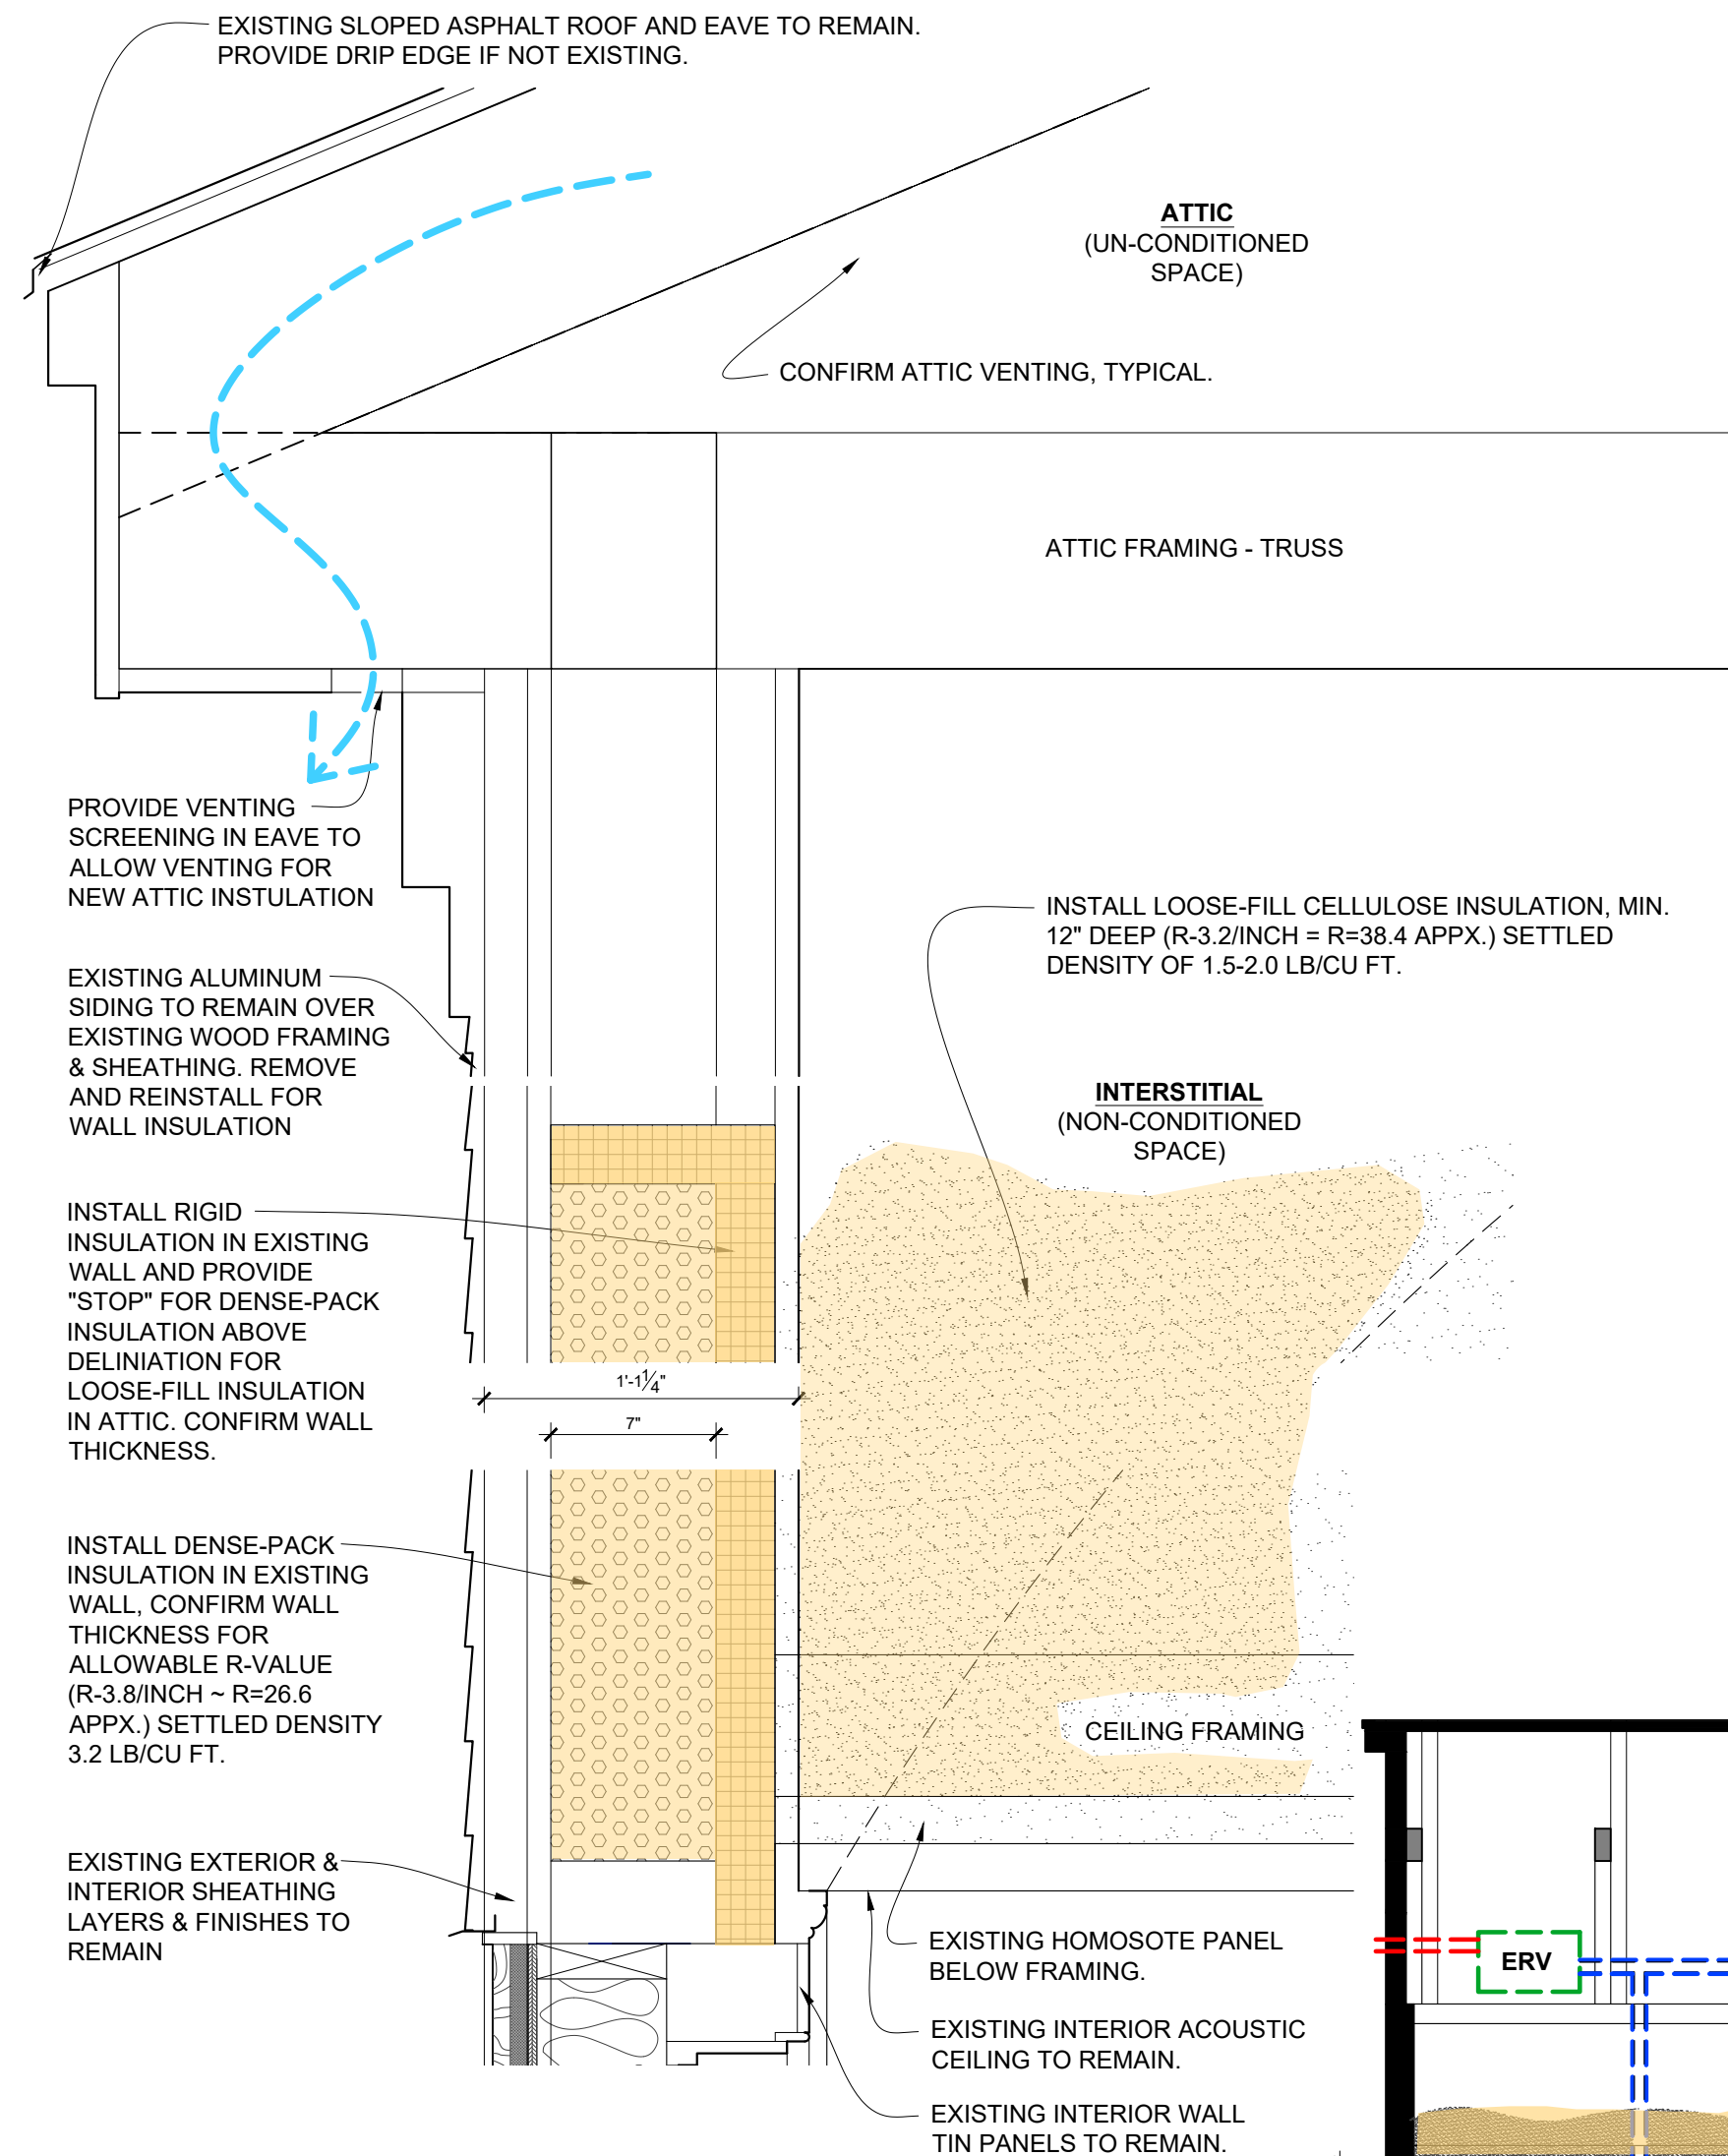 EXISTING SLOPED ASPHALT ROOF AND EAVE TO REMAIN.
PROVIDE DRIP EDGE IF NOT EXISTING.
ATTIC
(UN-CONDITIONED
SPACE)
CONFIRM ATTIC VENTING, TYPICAL.
ATTIC FRAMING - TRUSS
PROVIDE VENTING
SCREENING IN EAVE TO
ALLOW VENTING FOR
NEW ATTIC INSTULATION
INSTALL LOOSE-FILL CELLULOSE INSULATION, MIN.
12" DEEP (R-3.2/INCH = R=38.4 APPX.) SETTLED
DENSITY OF 1.5-2.0 LB/CU FT.
EXISTING ALUMINUM
SIDING TO REMAIN OVER
EXISTING WOOD FRAMING
& SHEATHING. REMOVE
AND REINSTALL FOR
WALL INSULATION
INTERSTITIAL
(NON-CONDITIONED
SPACE)
INSTALL RIGID
INSULATION IN EXISTING
WALL AND PROVIDE
"STOP" FOR DENSE-PACK
INSULATION ABOVE
DELINIATION FOR
LOOSE-FILL INSULATION
IN ATTIC. CONFIRM WALL
THICKNESS.
1'-1 1/4"
7"
INSTALL DENSE-PACK
INSULATION IN EXISTING
WALL, CONFIRM WALL
THICKNESS FOR
ALLOWABLE R-VALUE
(R-3.8/INCH ~ R=26.6
APPX.) SETTLED DENSITY
3.2 LB/CU FT.
CEILING FRAMING
EXISTING EXTERIOR &
INTERIOR SHEATHING
LAYERS & FINISHES TO
REMAIN
EXISTING HOMOSOTE PANEL
BELOW FRAMING.
ERV
EXISTING INTERIOR ACOUSTIC
CEILING TO REMAIN.
EXISTING INTERIOR WALL
TIN PANELS TO REMAIN.